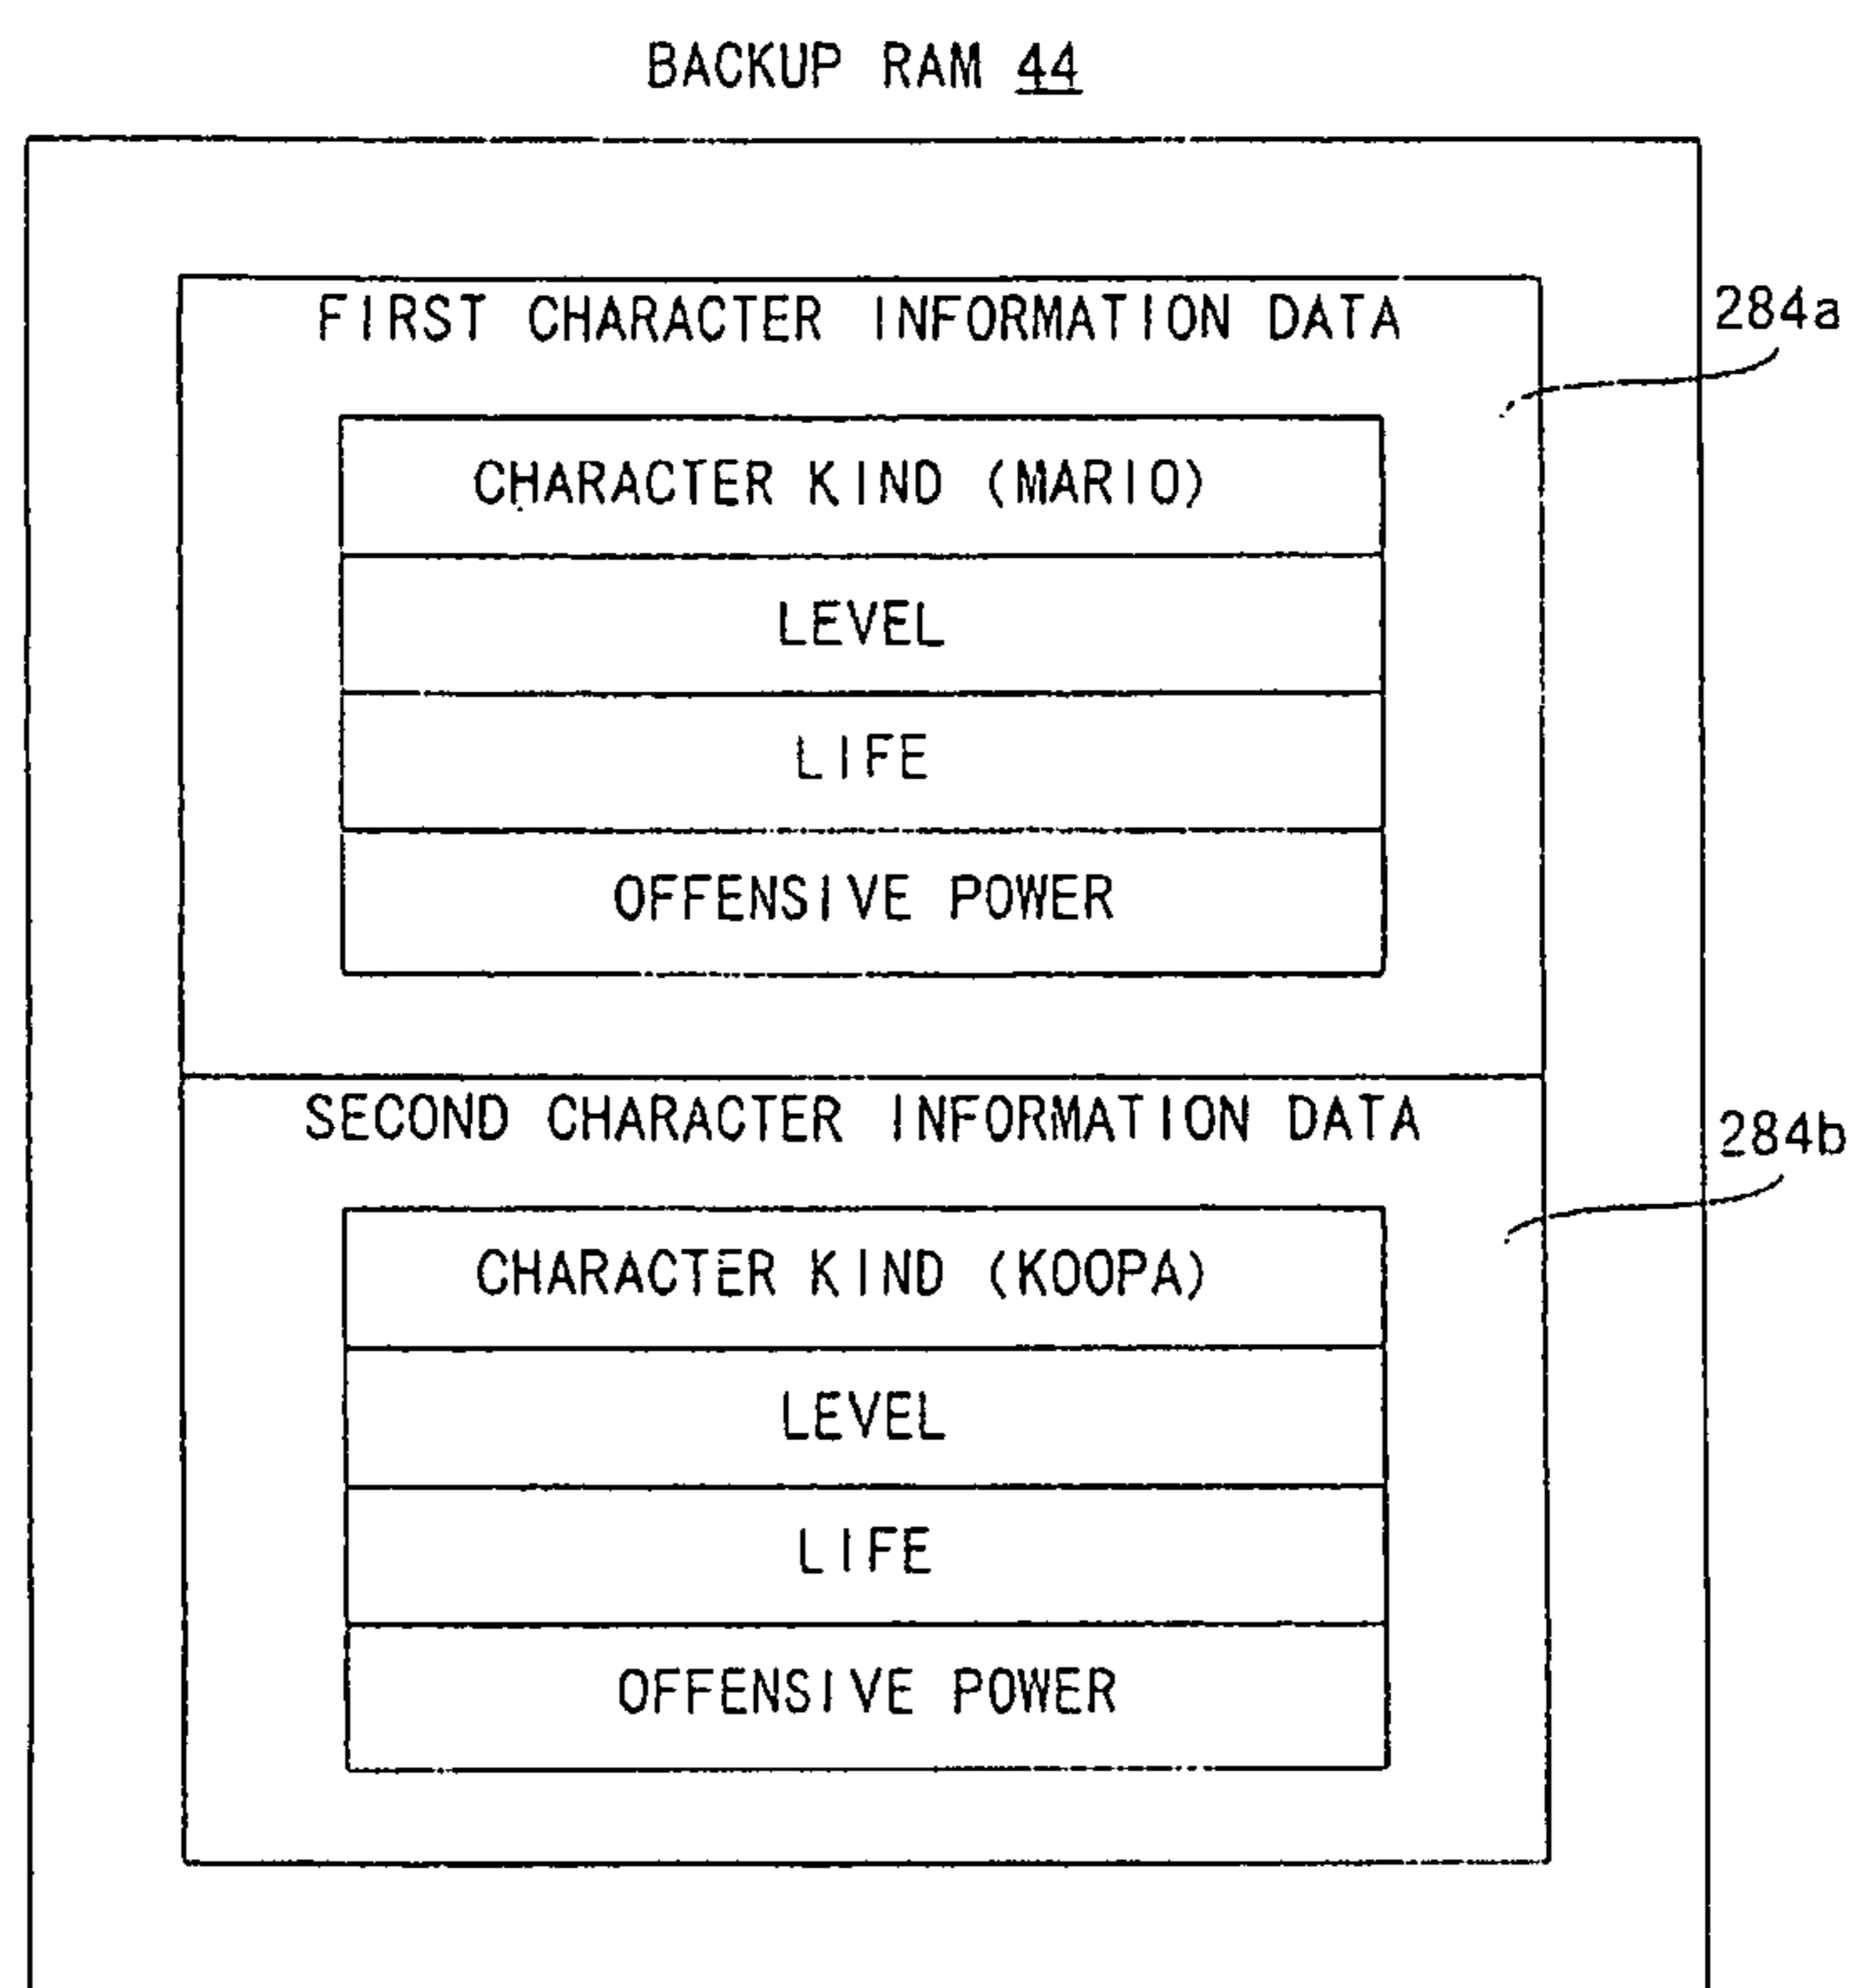 BACKUP RAM 44
FIRST CHARACTER INFORMATION DATA
284a
CHARACTER KIND (MARIO)
LEVEL
LIFE
OFFENSIVE POWER
SECOND CHARACTER INFORMATION DATA
284b
CHARACTER KIND (KOOPA)
LEVEL
LIFE
OFFENSIVE POWER